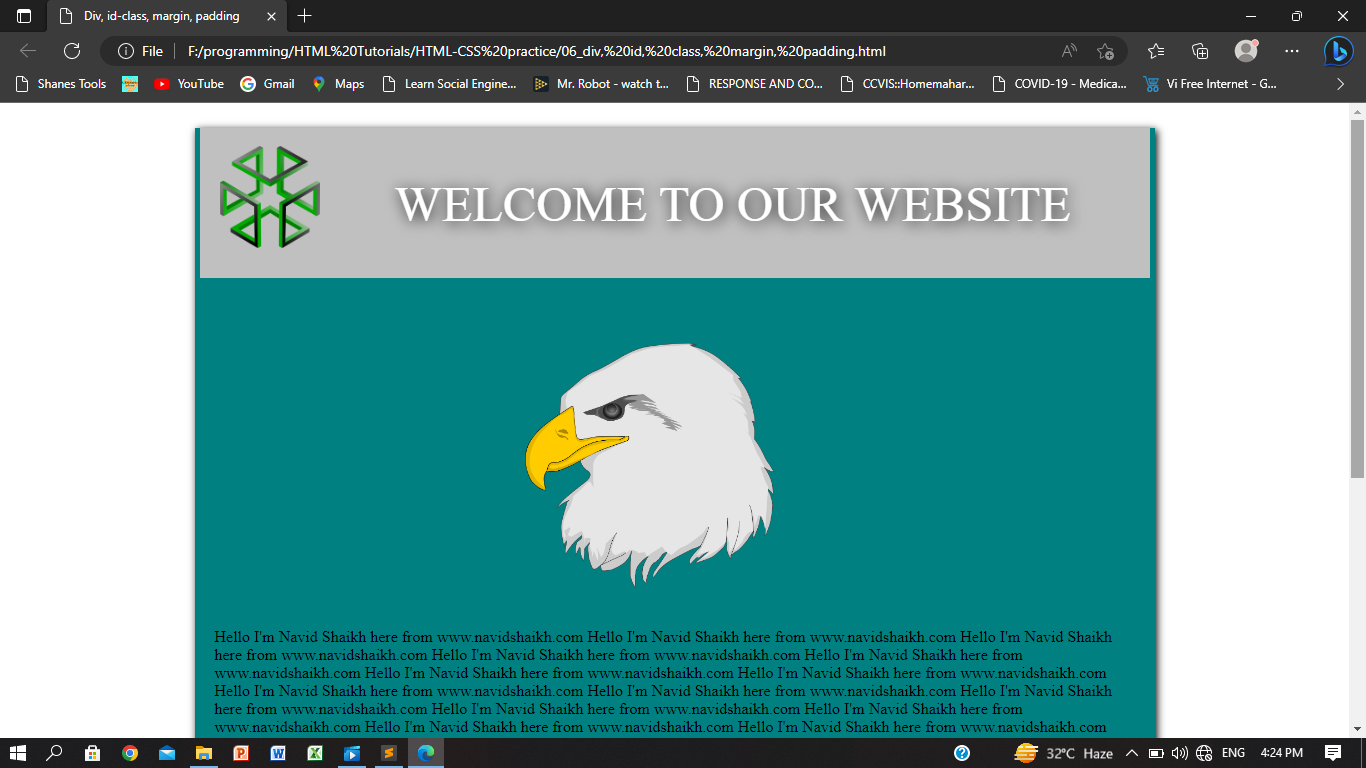 Div, id-class, margin, padding
File F:/programming/HTML%20Tutorials/HTML-CSS%20practice/06_div,%20id,%20class,%20margin,%20padding.html
Shanes Tools YouTube Gmail Maps Learn Social Engine... Mr. Robot - watch t... RESPONSE AND CO... CCVIS::Homemahar... COVID-19 - Medica... Vi Free Internet - G...
WELCOME TO OUR WEBSITE
Hello I'm Navid Shaikh here from www.navidshaikh.com Hello I'm Navid Shaikh here from www.navidshaikh.com Hello I'm Navid Shaikh
here from www.navidshaikh.com Hello I'm Navid Shaikh here from www.navidshaikh.com Hello I'm Navid Shaikh here from
www.navidshaikh.com Hello I'm Navid Shaikh here from www.navidshaikh.com Hello I'm Navid Shaikh here from www.navidshaikh.com
Hello I'm Navid Shaikh here from www.navidshaikh.com Hello I'm Navid Shaikh here from www.navidshaikh.com Hello I'm Navid Shaikh
here from www.navidshaikh.com Hello I'm Navid Shaikh here from www.navidshaikh.com Hello I'm Navid Shaikh here from
www.navidshaikh.com Hello I'm Navid Shaikh here from www.navidshaikh.com Hello I'm Navid Shaikh here from www.navidshaikh.com
32°C Haze ENG 4:24 PM